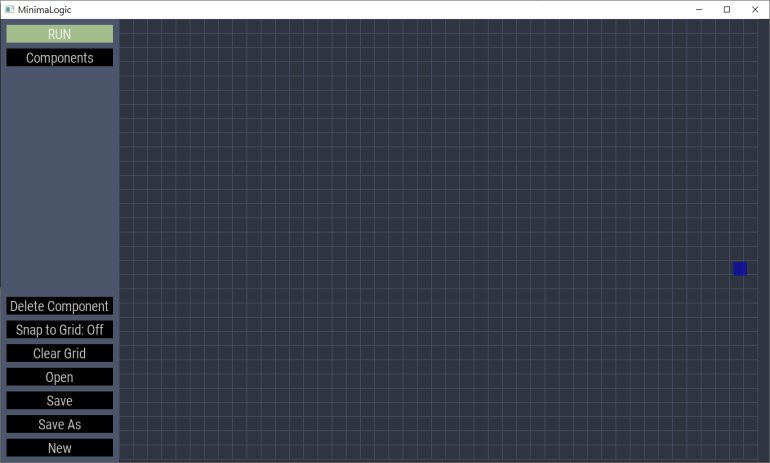 MinimaLogic
RUN
Components
Delete Component
Snap to Grid: Off
Clear Grid
Open
Save
Save As
New